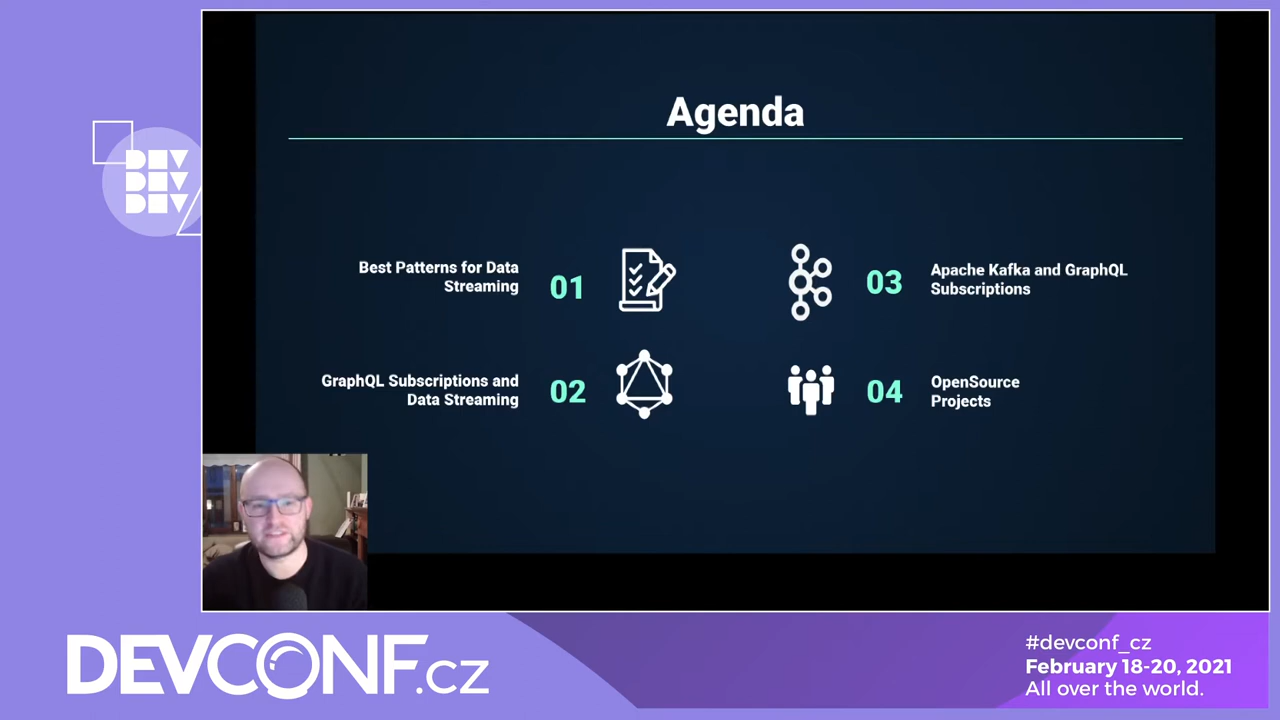 DEV
DEV
DEV
Agenda
Best Patterns for Data
Streaming
01
GraphQL Subscriptions and
Data Streaming
02
03
Apache Kafka and GraphQL
Subscriptions
04
OpenSource
Projects
DEVCONF.cz
#devconf_cz
February 18-20, 2021
All over the world.